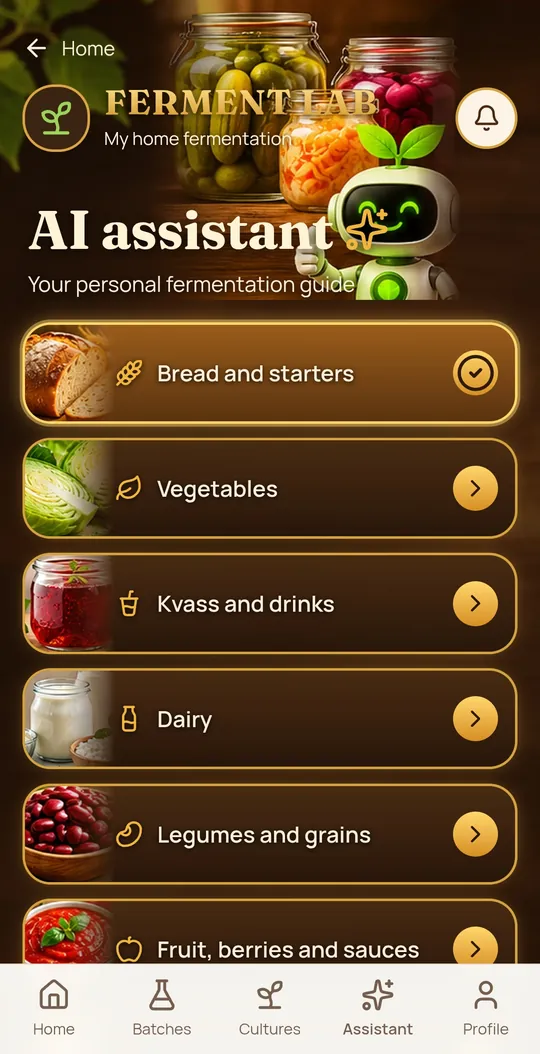 Home
FERMENT LAB
My home fermentation
AI assistant
Your personal fermentation guide
Bread and starters
Vegetables
Kvass and drinks
Dairy
Legumes and grains
Fruit, berries and sauces
Home
Batches
Cultures
Assistant
Profile